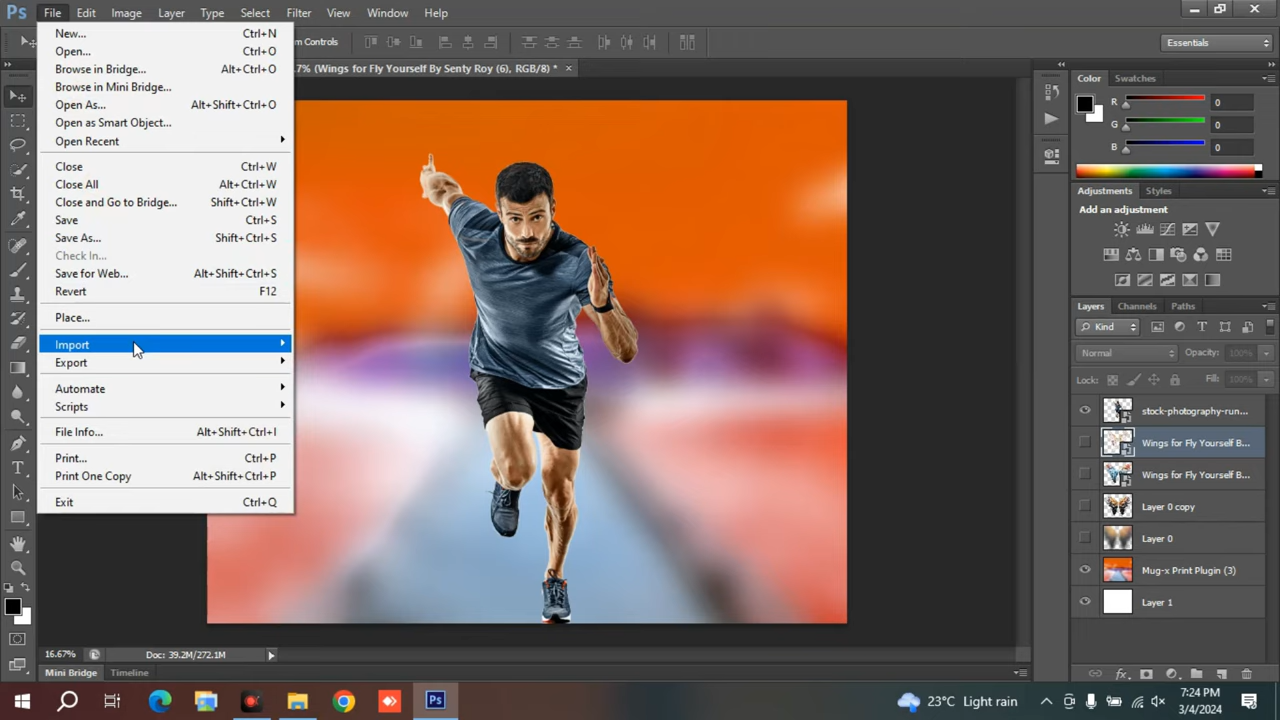 Ps File Edit Image Layer Type Select Filter View Window Help
m Controls
Essentials
.7% (Wings for Fly Yourself By Senty Roy (6), RGB/8) * ×
New... Ctrl+N
Open... Ctrl+O
Browse in Bridge... Alt+Ctrl+O
Browse in Mini Bridge...
Open As... Alt+Shift+Ctrl+O
Open as Smart Object...
Open Recent
Close Ctrl+W
Close All Alt+Ctrl+W
Close and Go to Bridge... Shift+Ctrl+W
Save Ctrl+S
Save As... Shift+Ctrl+S
Check In...
Save for Web... Alt+Shift+Ctrl+S
Revert F12
Place...
Import
Export
Automate
Scripts
File Info... Alt+Shift+Ctrl+I
Print... Ctrl+P
Print One Copy Alt+Shift+Ctrl+P
Exit Ctrl+Q
Color Swatches
R 0
G 0
B 0
Adjustments Styles
Add an adjustment
Layers Channels Paths
Kind
Normal Opacity: 100%
Lock: Fill: 100%
stock-photography-run...
Wings for Fly Yourself B...
Wings for Fly Yourself B...
Layer 0 copy
Layer 0
Mug-x Print Plugin (3)
Layer 1
16.67% Doc: 39.2M/272.1M
Mini Bridge Timeline
Ps
23°C Light rain
7:24 PM
3/4/2024